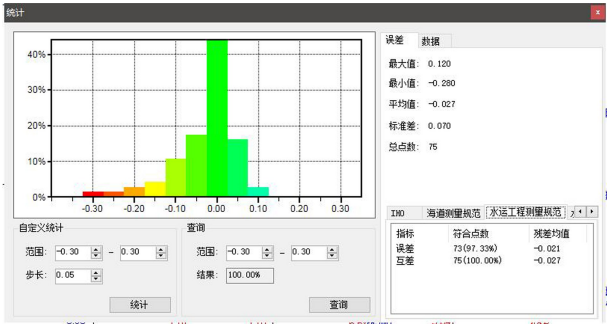 统计
误差 数据
40%
30%
20%
10%
0%
-0.30 -0.20 -0.10 0.00 0.10 0.20 0.30
最大值: 0.120
最小值: -0.280
平均值: -0.027
标准差: 0.070
总点数: 75
自定义统计
范围: -0.30 - 0.30
步长: 0.05
统计
查询
范围: -0.30 - 0.30
结果: 100.00%
查询
IHO 海道测量规范 水运工程测量规范
指标 符合点数 残差均值
误差 73(97.33%) -0.021
互差 75(100.00%) -0.027